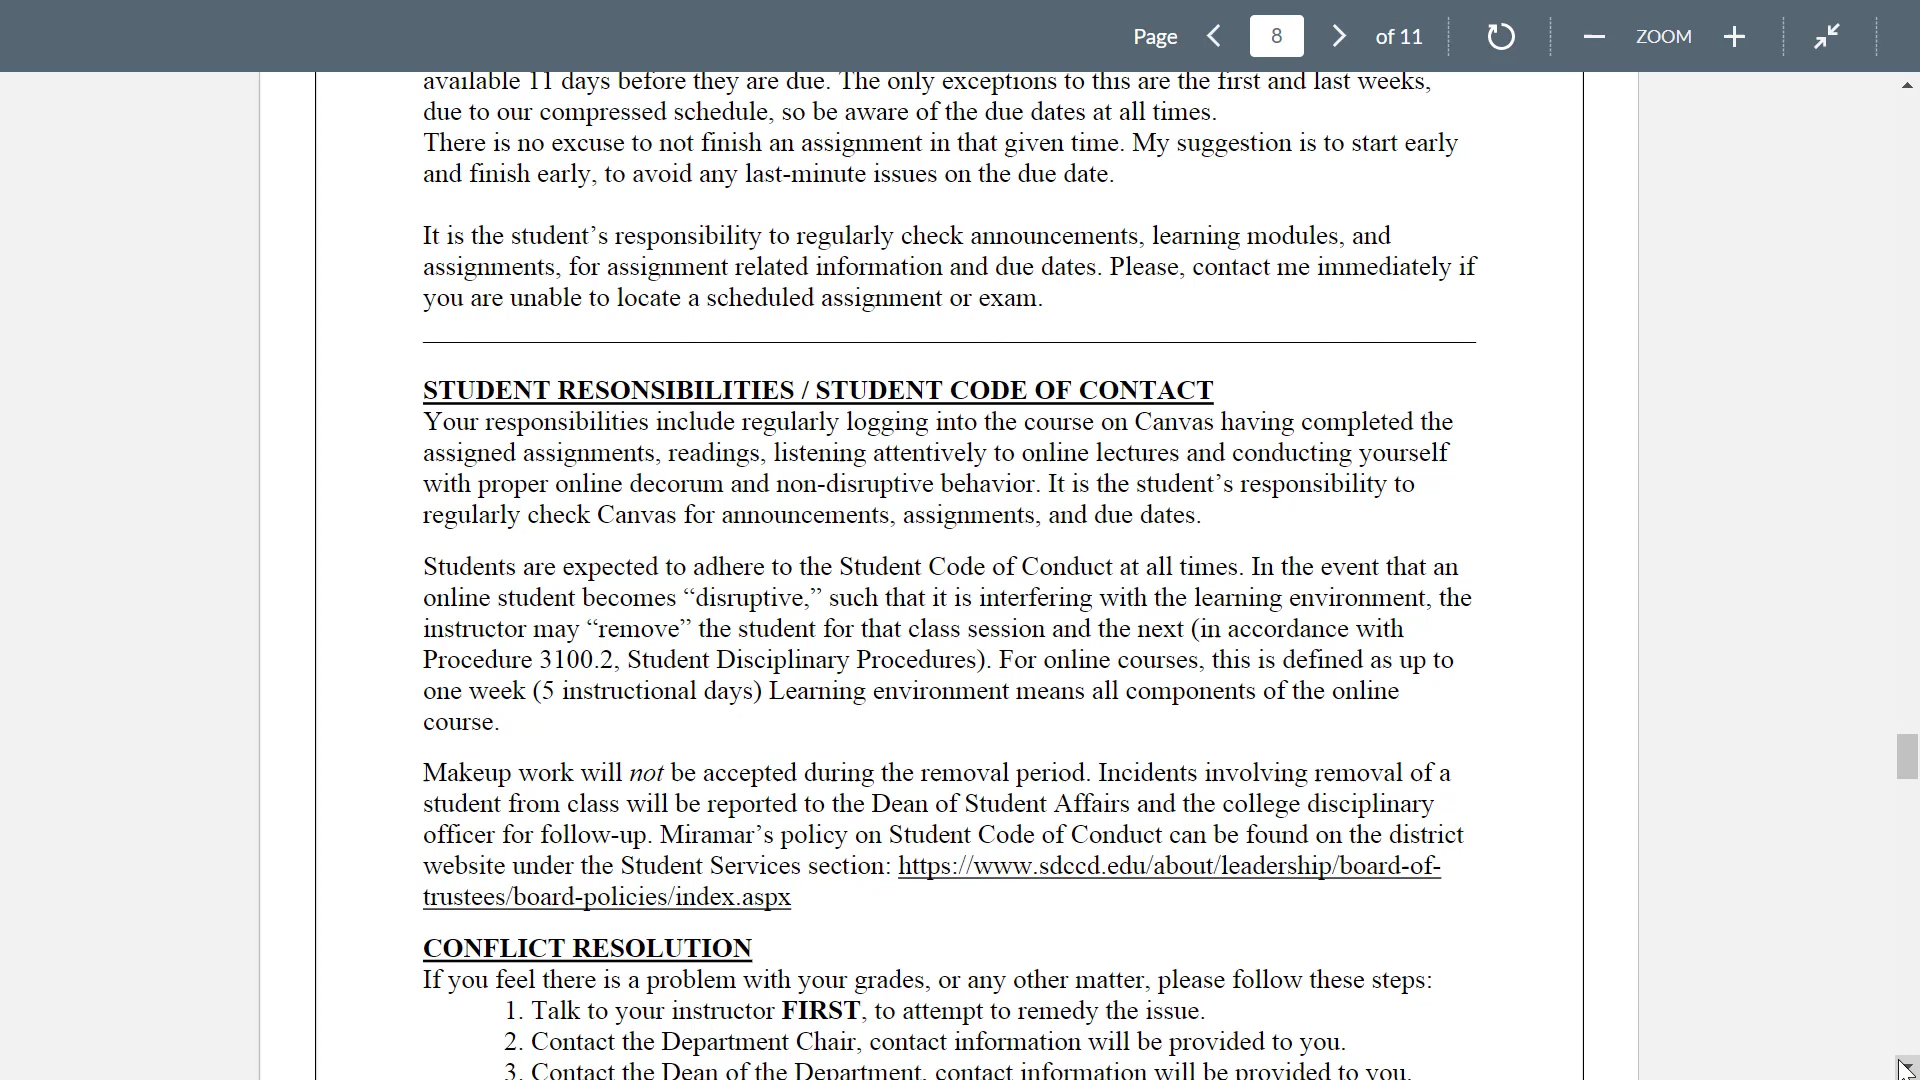 Page 8 of 11 ZOOM
available 11 days before they are due. The only exceptions to this are the first and last weeks,
due to our compressed schedule, so be aware of the due dates at all times.
There is no excuse to not finish an assignment in that given time. My suggestion is to start early
and finish early, to avoid any last-minute issues on the due date.
It is the student’s responsibility to regularly check announcements, learning modules, and
assignments, for assignment related information and due dates. Please, contact me immediately if
you are unable to locate a scheduled assignment or exam.
STUDENT RESONSIBILITIES / STUDENT CODE OF CONTACT
Your responsibilities include regularly logging into the course on Canvas having completed the
assigned assignments, readings, listening attentively to online lectures and conducting yourself
with proper online decorum and non-disruptive behavior. It is the student’s responsibility to
regularly check Canvas for announcements, assignments, and due dates.
Students are expected to adhere to the Student Code of Conduct at all times. In the event that an
online student becomes “disruptive,” such that it is interfering with the learning environment, the
instructor may “remove” the student for that class session and the next (in accordance with
Procedure 3100.2, Student Disciplinary Procedures). For online courses, this is defined as up to
one week (5 instructional days) Learning environment means all components of the online
course.
Makeup work will not be accepted during the removal period. Incidents involving removal of a
student from class will be reported to the Dean of Student Affairs and the college disciplinary
officer for follow-up. Miramar’s policy on Student Code of Conduct can be found on the district
website under the Student Services section: https://www.sdccd.edu/about/leadership/board-of-
trustees/board-policies/index.aspx
CONFLICT RESOLUTION
If you feel there is a problem with your grades, or any other matter, please follow these steps:
1. Talk to your instructor FIRST, to attempt to remedy the issue.
2. Contact the Department Chair, contact information will be provided to you.
3. Contact the Dean of the Department, contact information will be provided to you.